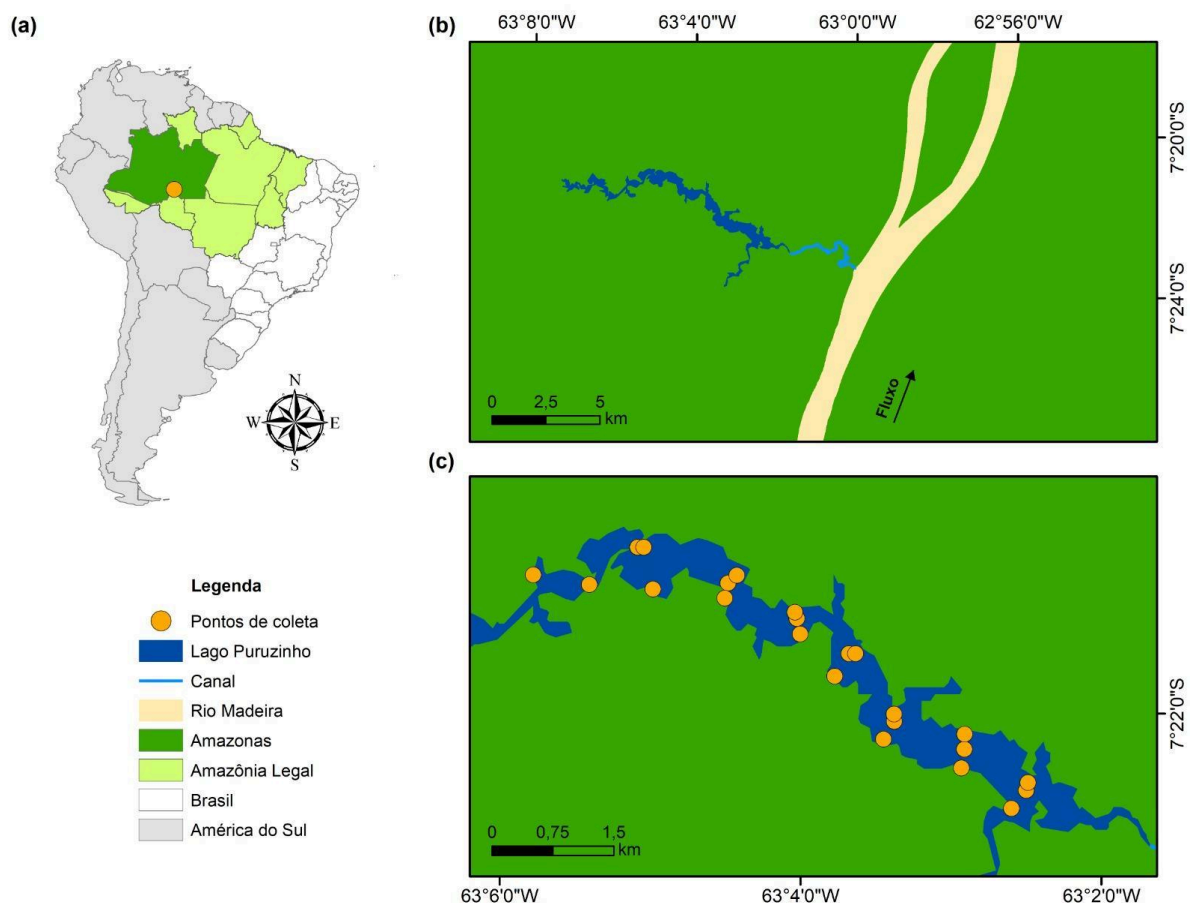 (a)
N
W
E
S
Legenda
Pontos de coleta
Lago Puruzinho
Canal
Rio Madeira
Amazonas
Amazônia Legal
Brasil
América do Sul
(b)
63°8'0"W 63°4'0"W 63°0'0"W 62°56'0"W
7°20'0"S
7°24'0"S
Fluxo
0 2,5 5
km
(c)
7°22'0"S
0 0,75 1,5
km
63°6'0"W 63°4'0"W 63°2'0"W